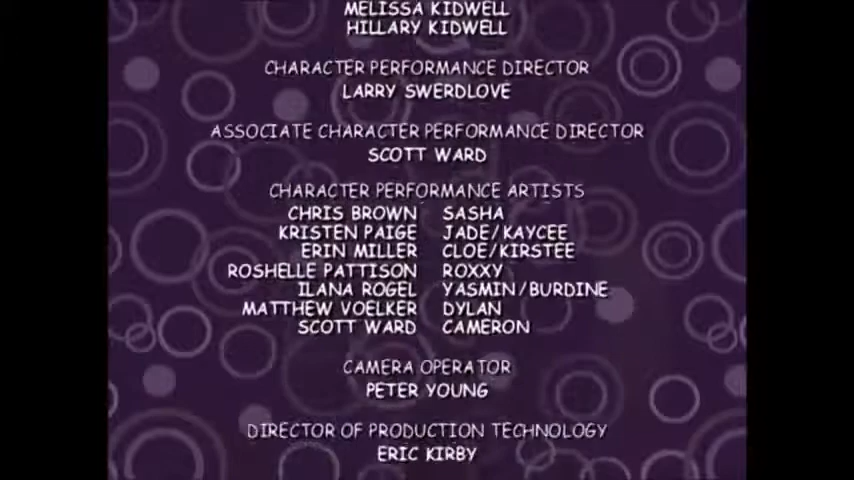 MELISSA KIDWELL
HILLARY KIDWELL
CHARACTER PERFORMANCE DIRECTOR
LARRY SWERDLOVE
ASSOCIATE CHARACTER PERFORMANCE DIRECTOR
SCOTT WARD
CHARACTER PERFORMANCE ARTISTS
CHRIS BROWN SASHA
KRISTEN PAIGE JADE/KAYCEE
ERIN MILLER CLOE/KIRSTEE
ROSHELLE PATTISON ROXXY
ILANA ROGEL YASMIN/BURDINE
MATTHEW VOELKER DYLAN
SCOTT WARD CAMERON
CAMERA OPERATOR
PETER YOUNG
DIRECTOR OF PRODUCTION TECHNOLOGY
ERIC KIRBY